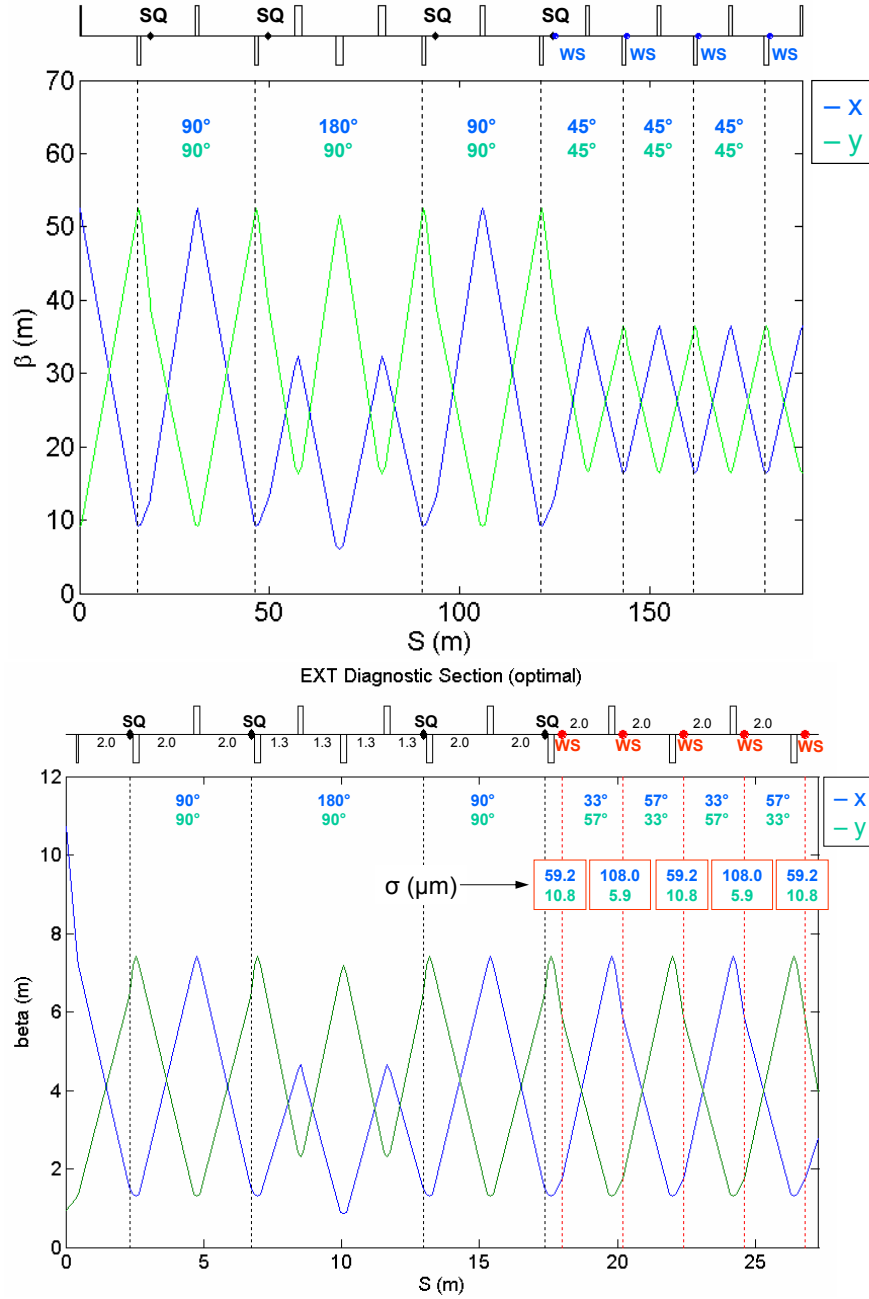 SQ SQ SQ SQ
WS WS WS WS
70
90° 180° 90° 45° 45° 45°
90° 90° 90° 45° 45° 45°
– x
– y
60
50
40
β (m)
30
20
10
0
0 50 100 150
S (m)
EXT Diagnostic Section (optimal)
SQ SQ SQ SQ 2.0 2.0 2.0 2.0
2.0 2.0 2.0 1.3 1.3 1.3 1.3 2.0 2.0 WS WS WS WS WS
12
90° 180° 90° 33° 57° 33° 57°
90° 90° 90° 57° 33° 57° 33°
– x
– y
10
σ (µm)
59.2 108.0 59.2 108.0 59.2
10.8 5.9 10.8 5.9 10.8
8
6
beta (m)
4
2
0
0 5 10 15 20 25
S (m)